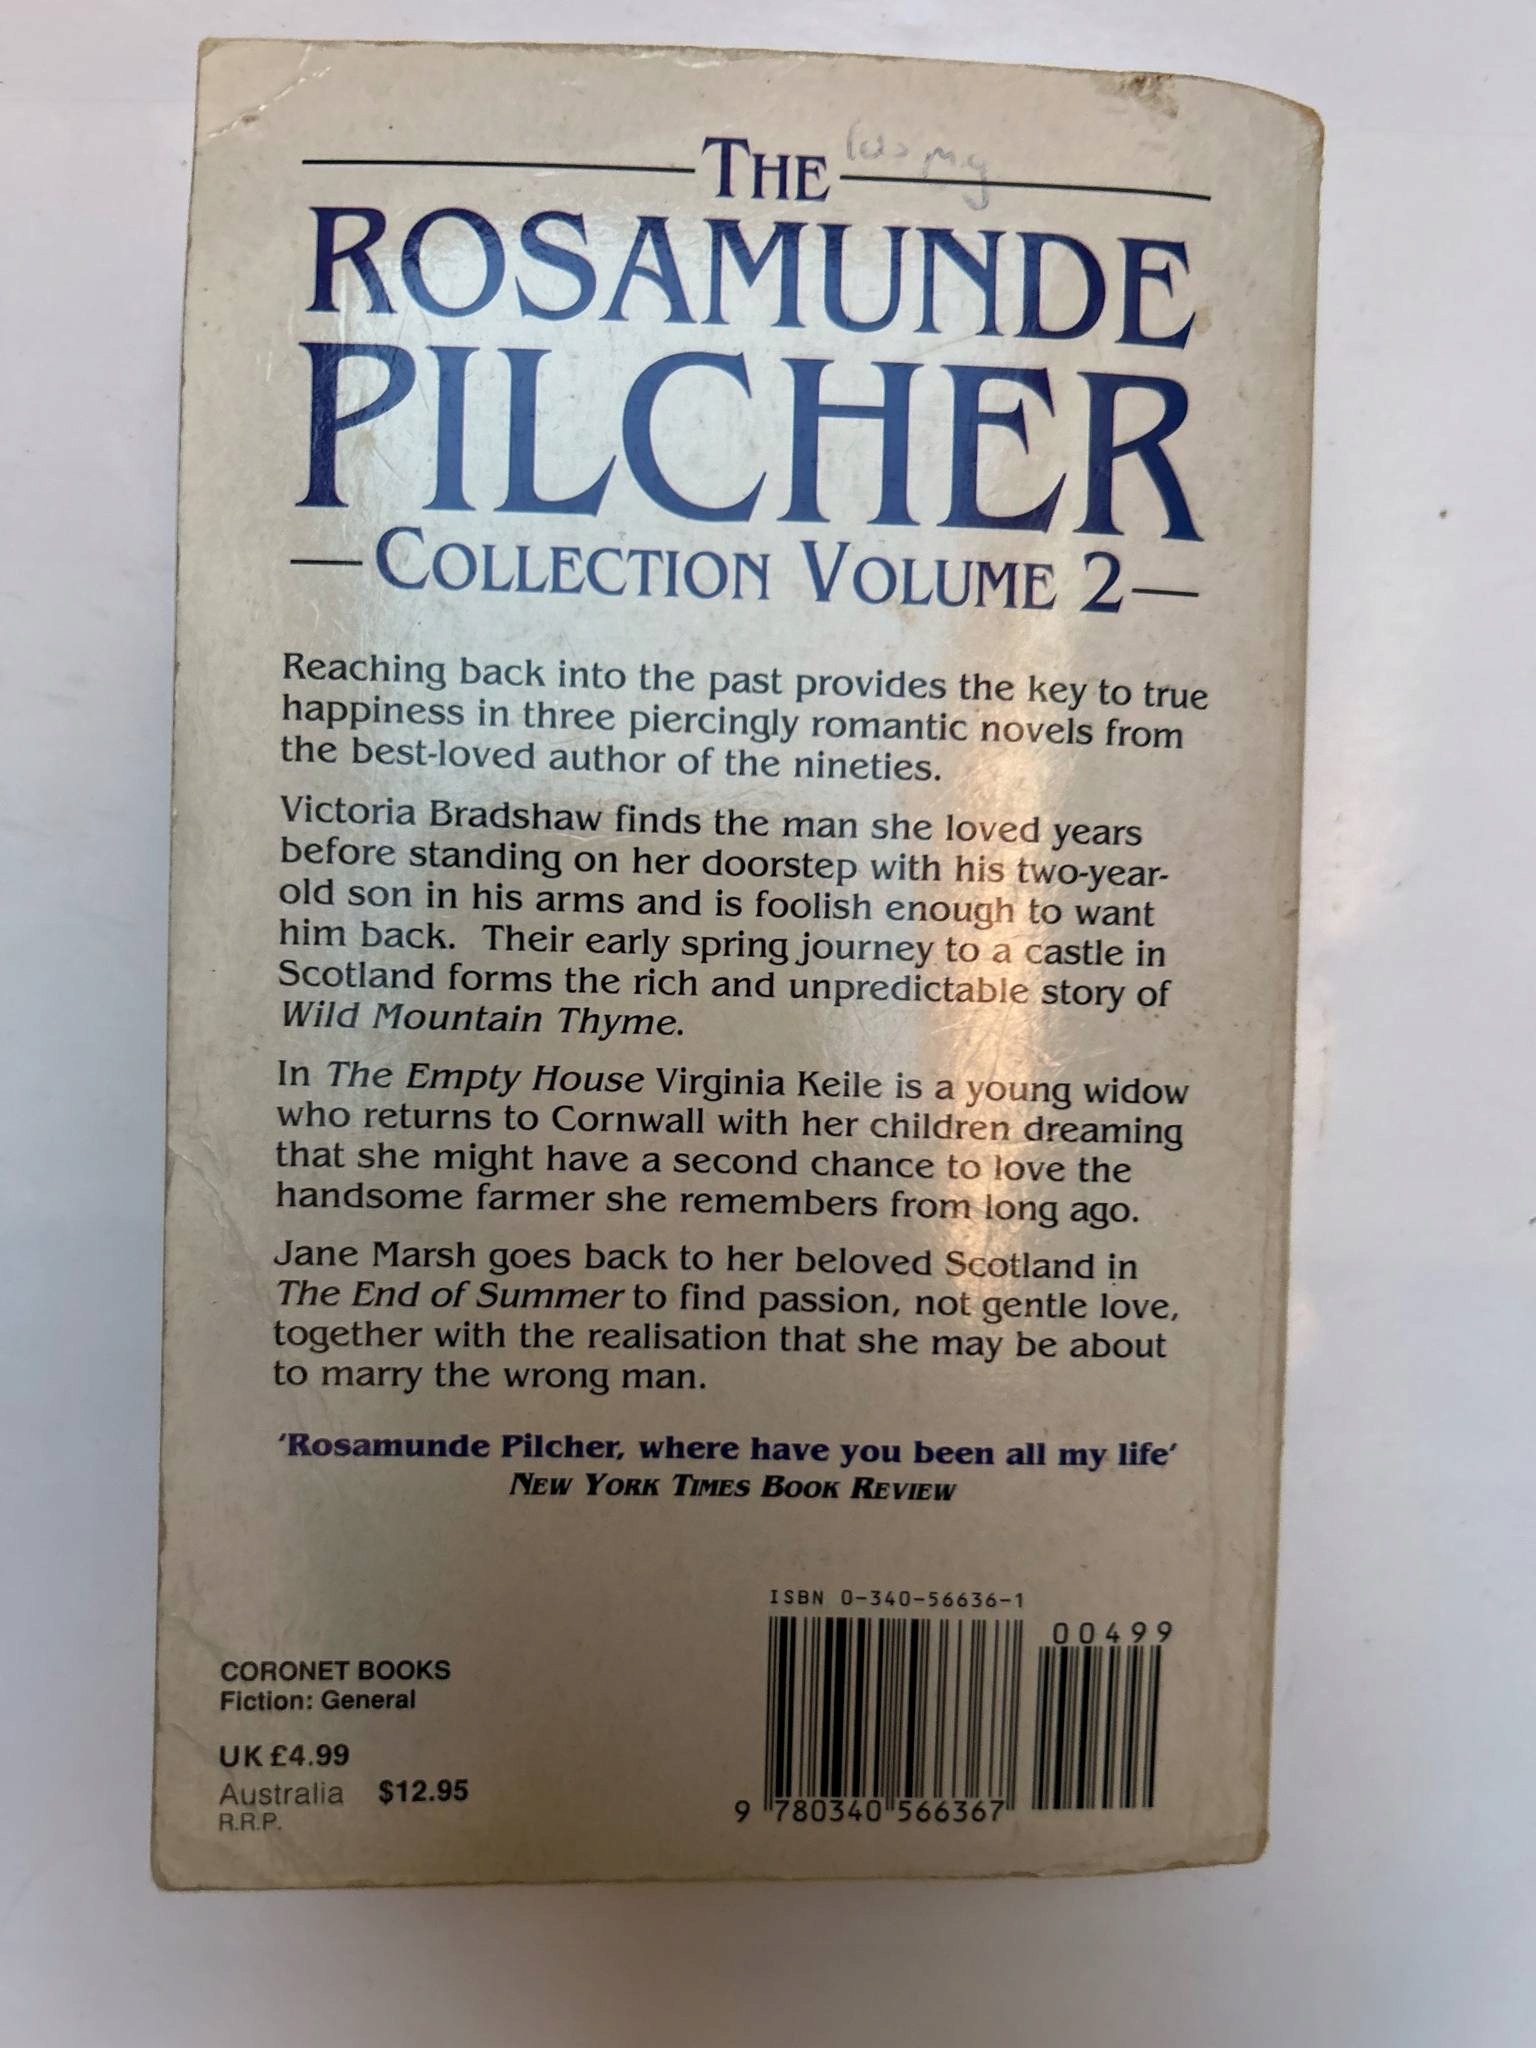 THE
ROSAMUNDE
PILCHER
— COLLECTION VOLUME 2 —
Reaching back into the past provides the key to true
happiness in three piercingly romantic novels from
the best-loved author of the nineties.
Victoria Bradshaw finds the man she loved years
before standing on her doorstep with his two-year-
old son in his arms and is foolish enough to want
him back. Their early spring journey to a castle in
Scotland forms the rich and unpredictable story of
Wild Mountain Thyme.
In The Empty House Virginia Keile is a young widow
who returns to Cornwall with her children dreaming
that she might have a second chance to love the
handsome farmer she remembers from long ago.
Jane Marsh goes back to her beloved Scotland in
The End of Summer to find passion, not gentle love,
together with the realisation that she may be about
to marry the wrong man.
‘Rosamunde Pilcher, where have you been all my life‘
NEW YORK TIMES BOOK REVIEW
ISBN 0-340-56636-1
00499
9 780340 566367
CORONET BOOKS
Fiction: General
UK £4.99
Australia $12.95
R.R.P.